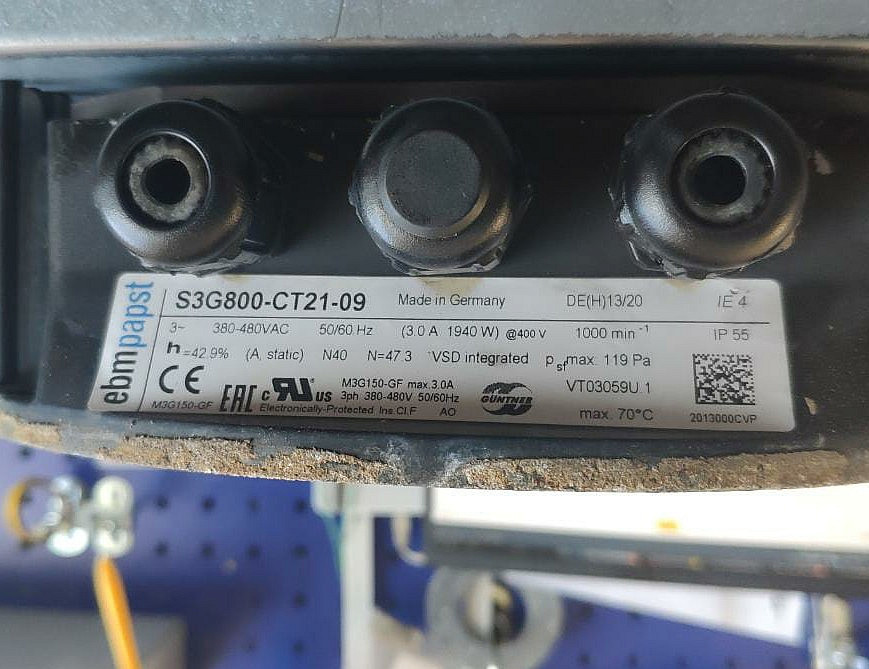 ebmpapst
S3G800-CT21-09 Made in Germany DE(H)13/20 IE 4
3~ 380-480VAC 50/60 Hz (3.0 A 1940 W) @400 V 1000 min⁻¹ IP 55
h=42.9% (A, static) N40 N=47.3 VSD integrated psf max. 119 Pa
CE EAC c RU US M3G150-GF max.3.0A GÜNTNER VT03059U.1
3ph 380-480V 50/60Hz
M3G150-GF Electronically-Protected Ins.Cl.F AO max. 70°C 2013000CVP